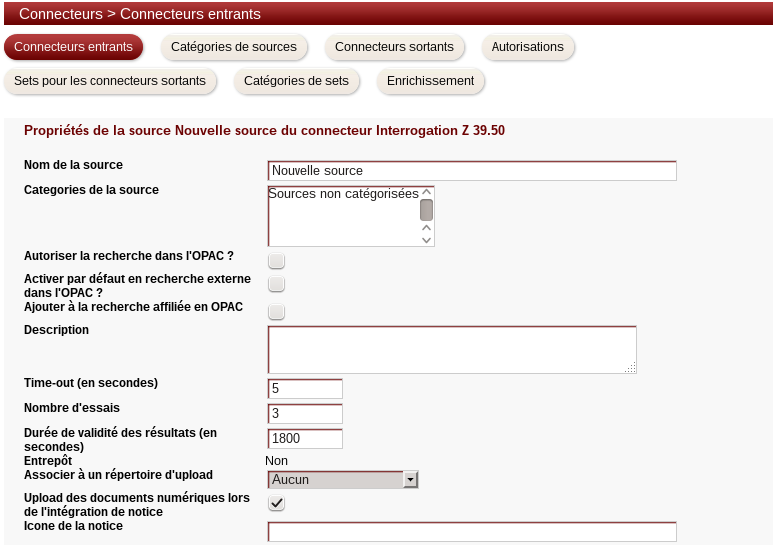 Connecteurs > Connecteurs entrants
Connecteurs entrants Catégories de sources Connecteurs sortants Autorisations
Sets pour les connecteurs sortants Catégories de sets Enrichissement
Propriétés de la source Nouvelle source du connecteur Interrogation Z 39.50
Nom de la source Nouvelle source
Categories de la source Sources non catégorisées
Autoriser la recherche dans l'OPAC ?
Activer par défaut en recherche externe
dans l'OPAC ?
Ajouter à la recherche affiliée en OPAC
Description
Time-out (en secondes) 5
Nombre d'essais 3
Durée de validité des résultats (en
secondes) 1800
Entrepôt Non
Associer à un répertoire d'upload Aucun
Upload des documents numériques lors
de l'intégration de notice
Icone de la notice